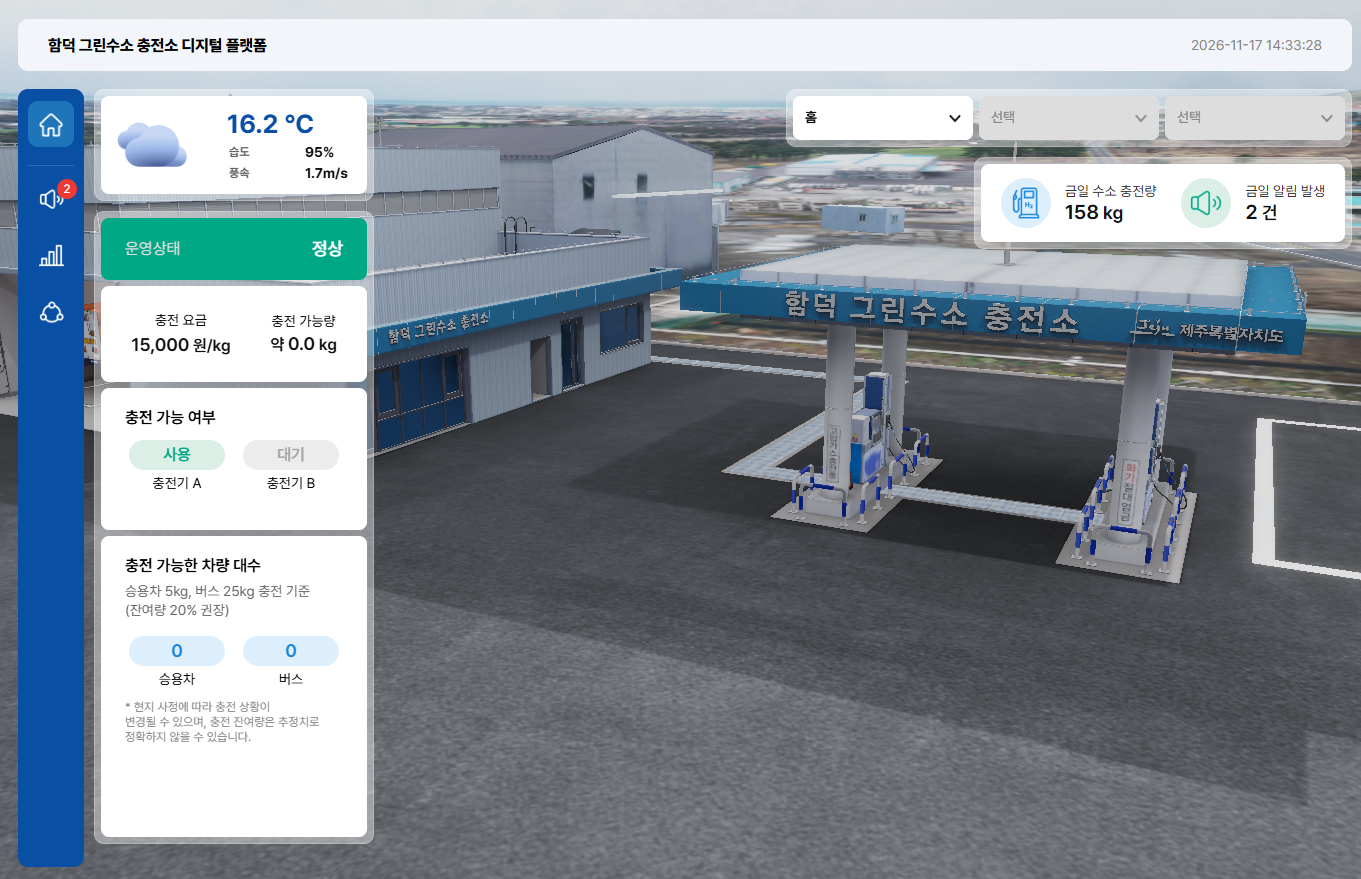 함덕 그린수소 충전소 디지털 플랫폼
2026-11-17 14:33:28
16.2 °C
습도 95%
풍속 1.7m/s
2
홈
선택
선택
금일 수소 충전량
158 kg
금일 알림 발생
2 건
H₂
운영상태 정상
충전 요금
15,000 원/kg
충전 가능량
약 0.0 kg
충전 가능 여부
사용
충전기 A
대기
충전기 B
충전 가능한 차량 대수
승용차 5kg, 버스 25kg 충전 기준
(잔여량 20% 권장)
0
승용차
0
버스
* 현지 사정에 따라 충전 상황이
변경될 수 있으며, 충전 잔여량은 추정치로
정확하지 않을 수 있습니다.
함덕 그린수소 충전소
함덕 그린수소 충전소
제주특별자치도
화기절대엄금